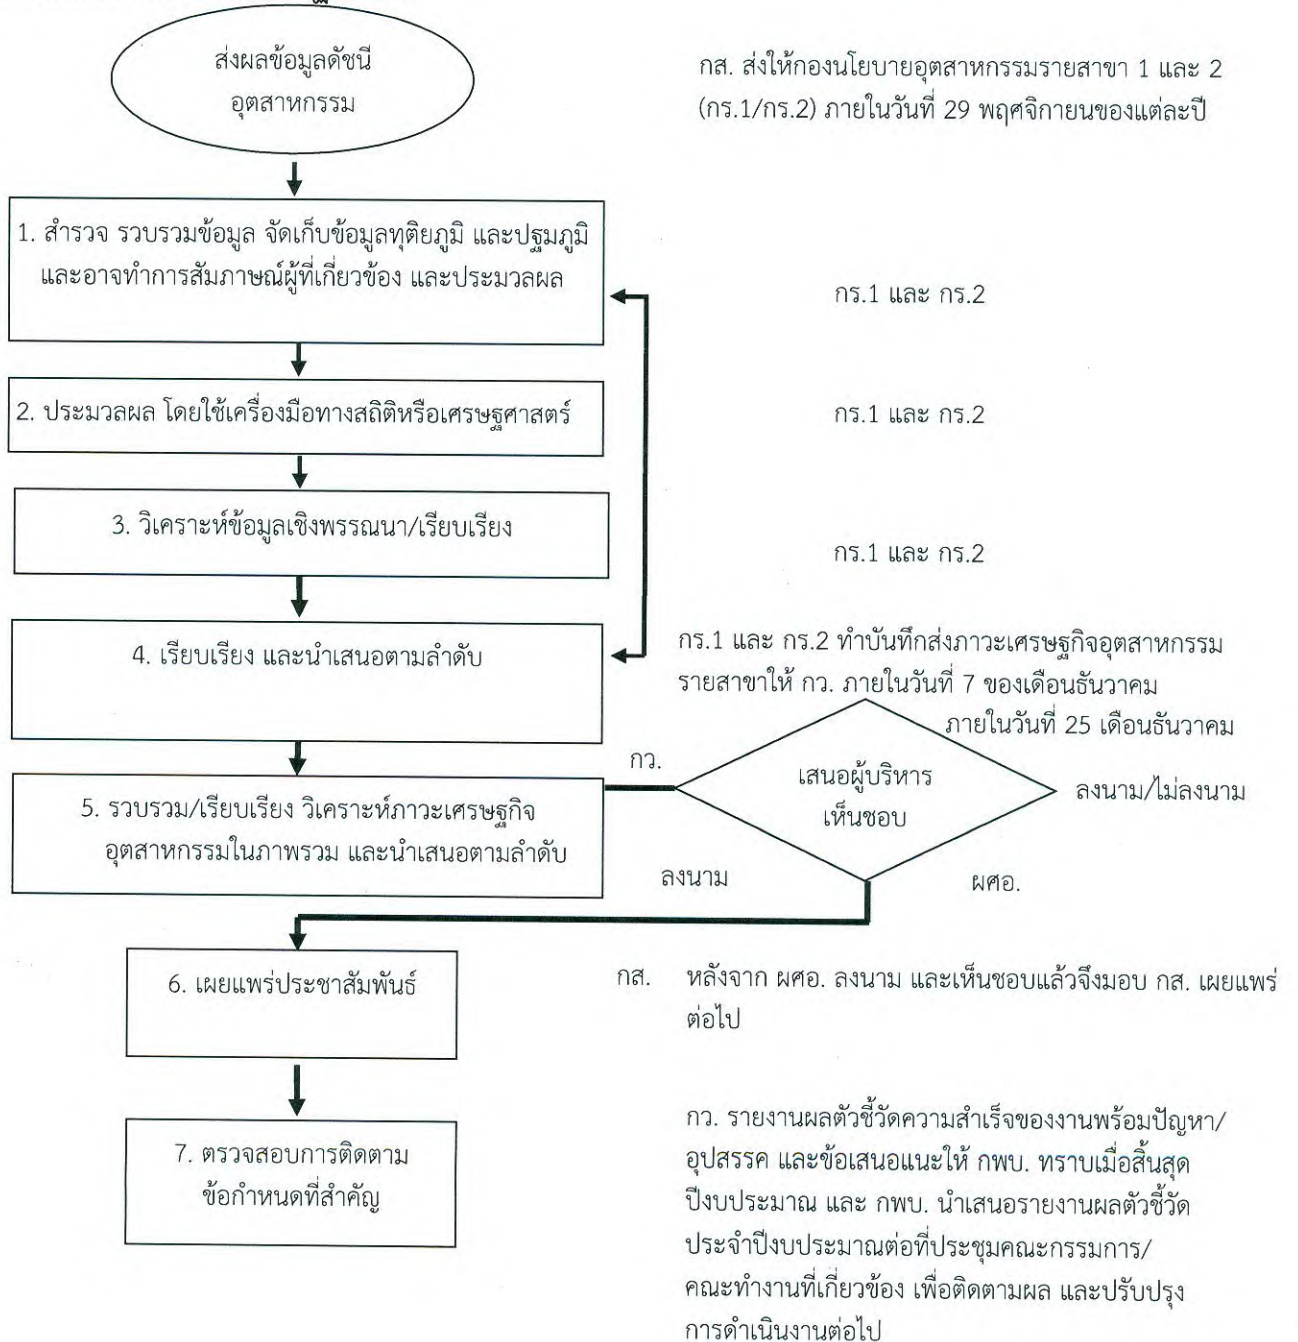 ส่งผลข้อมูลดัชนี
อุตสาหกรรม
กส. ส่งให้กองนโยบายอุตสาหกรรมรายสาขา 1 และ 2
(กร.1/กร.2) ภายในวันที่ 29 พฤศจิกายนของแต่ละปี
1. สำรวจ รวบรวมข้อมูล จัดเก็บข้อมูลทุติยภูมิ และปฐมภูมิ
และอาจทำการสัมภาษณ์ผู้ที่เกี่ยวข้อง และประมวลผล
กร.1 และ กร.2
2. ประมวลผล โดยใช้เครื่องมือทางสถิติหรือเศรษฐศาสตร์
กร.1 และ กร.2
3. วิเคราะห์ข้อมูลเชิงพรรณนา/เรียบเรียง
กร.1 และ กร.2
4. เรียบเรียง และนำเสนอตามลำดับ
กร.1 และ กร.2 ทำบันทึกส่งภาวะเศรษฐกิจอุตสาหกรรม
รายสาขาให้ กว. ภายในวันที่ 7 ของเดือนธันวาคม
ภายในวันที่ 25 เดือนธันวาคม
กว.
เสนอผู้บริหาร
เห็นชอบ
ลงนาม/ไม่ลงนาม
5. รวบรวม/เรียบเรียง วิเคราะห์ภาวะเศรษฐกิจ
อุตสาหกรรมในภาพรวม และนำเสนอตามลำดับ
ลงนาม
ผศอ.
6. เผยแพร่ประชาสัมพันธ์
กส. หลังจาก ผศอ. ลงนาม และเห็นชอบแล้วจึงมอบ กส. เผยแพร่
ต่อไป
7. ตรวจสอบการติดตาม
ข้อกำหนดที่สำคัญ
กว. รายงานผลตัวชี้วัดความสำเร็จของงานพร้อมปัญหา/
อุปสรรค และข้อเสนอแนะให้ กพบ. ทราบเมื่อสิ้นสุด
ปีงบประมาณ และ กพบ. นำเสนอรายงานผลตัวชี้วัด
ประจำปีงบประมาณต่อที่ประชุมคณะกรรมการ/
คณะทำงานที่เกี่ยวข้อง เพื่อติดตามผล และปรับปรุง
การดำเนินงานต่อไป